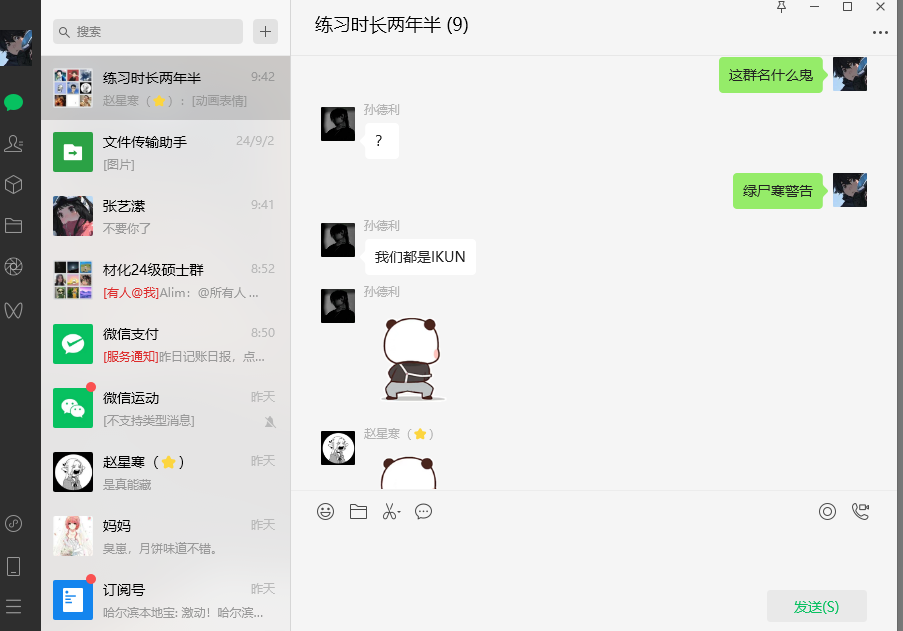 搜索
练习时长两年半 9:42
赵星寒（⭐）: [动画表情]
文件传输助手 24/9/2
[图片]
张艺潆 9:41
不要你了
材化24级硕士群 8:52
[有人@我]Alim：@所有人 ...
微信支付 8:50
[服务通知]昨日记账日报，点...
微信运动 昨天
[不支持类型消息]
赵星寒（⭐） 昨天
是真能藏
妈妈 昨天
臭崽，月饼味道不错。
订阅号 昨天
哈尔滨本地宝: 激动！哈尔滨...
练习时长两年半 (9)
这群名什么鬼
孙德利
?
绿尸寒警告
孙德利
我们都是IKUN
孙德利
赵星寒（⭐）
发送(S)